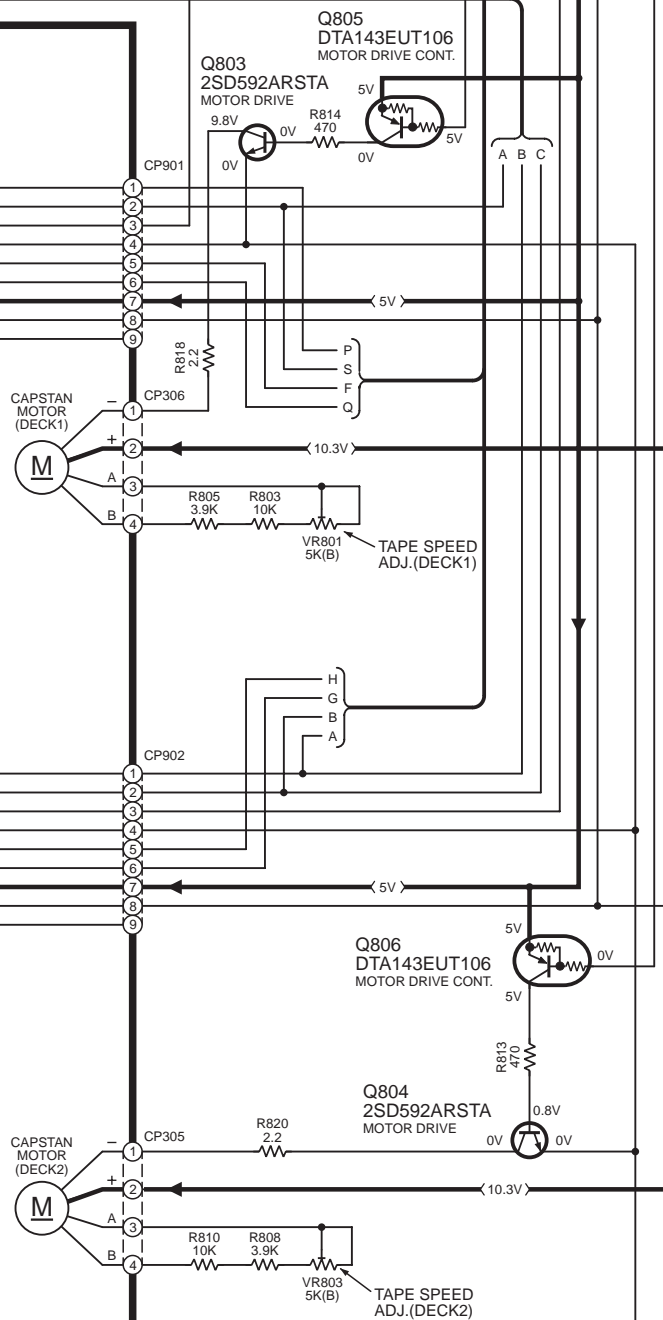 Q805
DTA143EUT106
MOTOR DRIVE CONT.
Q803
2SD592ARSTA
MOTOR DRIVE
5V
R814
470
9.8V
0V
5V
0V
0V
A B C
CP901
1
2
3
4
5
6
7
5V
8
9
R818
2.2
P
S
F
Q
CAPSTAN
MOTOR
(DECK1)
CP306
−
1
+
2
10.3V
M
A
3
R805
3.9K
R803
10K
B
4
VR801
5K(B)
TAPE SPEED
ADJ.(DECK1)
H
G
B
A
CP902
1
2
3
4
5
6
7
5V
8
9
5V
Q806
DTA143EUT106
MOTOR DRIVE CONT.
0V
5V
R813
470
Q804
2SD592ARSTA
MOTOR DRIVE
0.8V
0V
0V
R820
2.2
CAPSTAN
MOTOR
(DECK2)
CP305
−
1
+
2
10.3V
M
A
3
R810
10K
R808
3.9K
B
4
VR803
5K(B)
TAPE SPEED
ADJ.(DECK2)